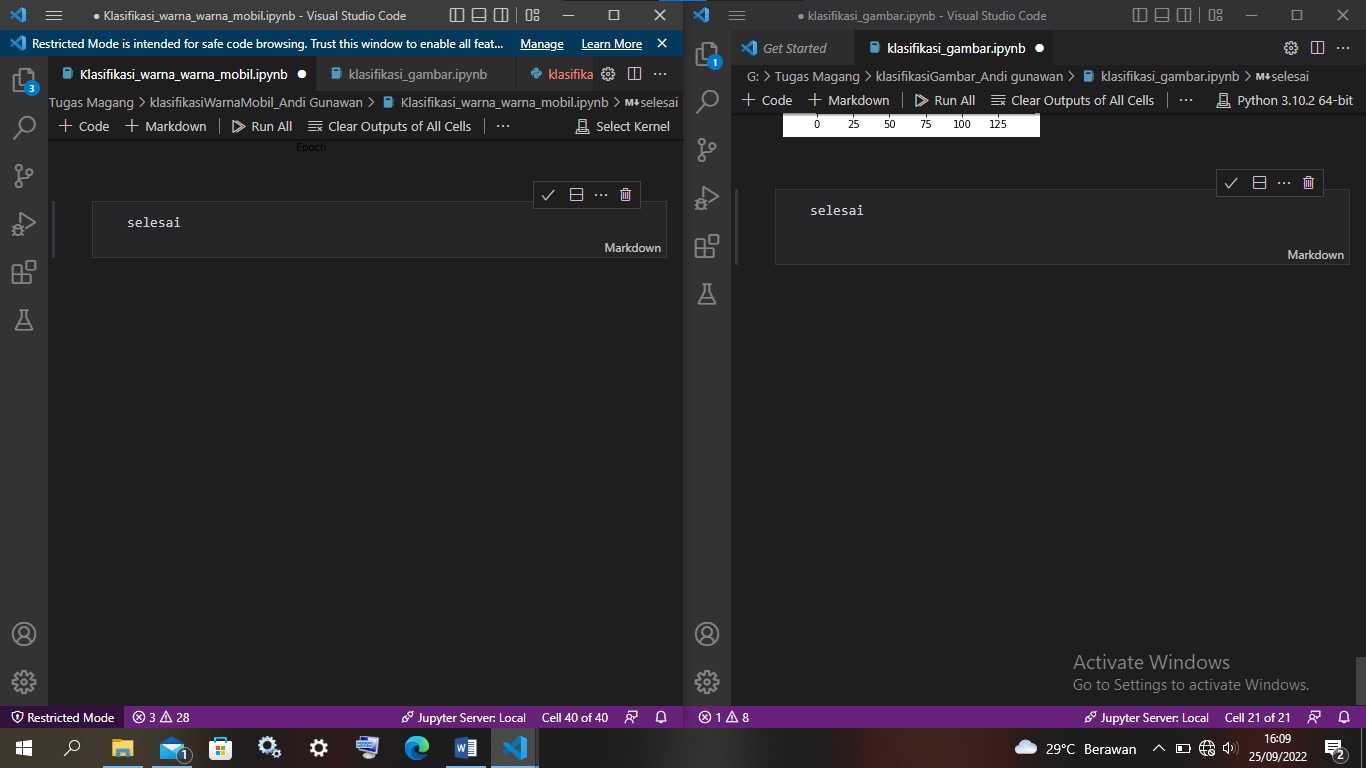 ● Klasifikasi_warna_warna_mobil.ipynb - Visual Studio Code
Restricted Mode is intended for safe code browsing. Trust this window to enable all feat... Manage Learn More
3
Klasifikasi_warna_warna_mobil.ipynb ● klasifikasi_gambar.ipynb klasifika ...
Tugas Magang > klasifikasiWarnaMobil_Andi Gunawan > Klasifikasi_warna_warna_mobil.ipynb > M↓selesai
+ Code + Markdown Run All Clear Outputs of All Cells ... Select Kernel
Epoch
selesai
Markdown
Restricted Mode 3 28 Jupyter Server: Local Cell 40 of 40
● klasifikasi_gambar.ipynb - Visual Studio Code
1
Get Started klasifikasi_gambar.ipynb ● ...
G: > Tugas Magang > klasifikasiGambar_Andi gunawan > klasifikasi_gambar.ipynb > M↓selesai
+ Code + Markdown Run All Clear Outputs of All Cells ... Python 3.10.2 64-bit
0 25 50 75 100 125
selesai
Markdown
Activate Windows
Go to Settings to activate Windows.
1 8 Jupyter Server: Local Cell 21 of 21
1 29°C Berawan 16:09
25/09/2022 2